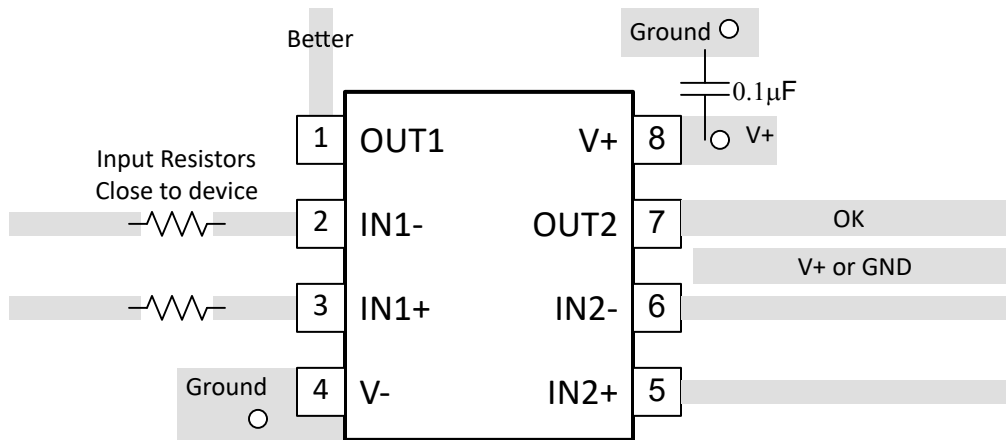 Better
Ground
0.1µF
1 OUT1
V+ 8
V+
Input Resistors
Close to device
2 IN1-
OUT2 7
OK
V+ or GND
3 IN1+
IN2- 6
Ground
4 V-
IN2+ 5